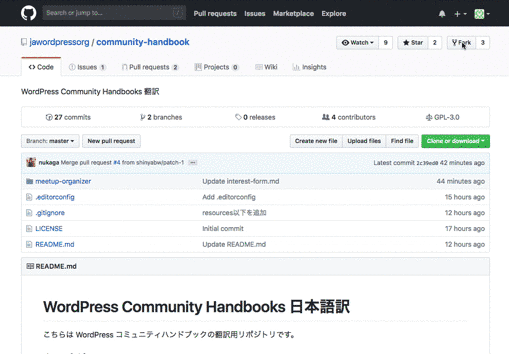 Search or jump to... / Pull requests Issues Marketplace Explore
jawordpressorg / community-handbook Watch 9 Star 2 Fork 3
Code Issues 1 Pull requests 2 Projects 0 Wiki Insights
WordPress Community Handbooks 翻訳
27 commits 2 branches 0 releases 4 contributors GPL-3.0
Branch: master New pull request Create new file Upload files Find file Clone or download
nukaga Merge pull request #4 from shinyabw/patch-1 ... Latest commit 2c39ed9 42 minutes ago
meetup-organizer Update interest-form.md 44 minutes ago
.editorconfig Add .editorconfig 15 hours ago
.gitignore resources以下を追加 12 hours ago
LICENSE Initial commit 17 hours ago
README.md Update README.md 12 hours ago
README.md
WordPress Community Handbooks 日本語訳
こちらは WordPress コミュニティハンドブックの翻訳用リポジトリです。